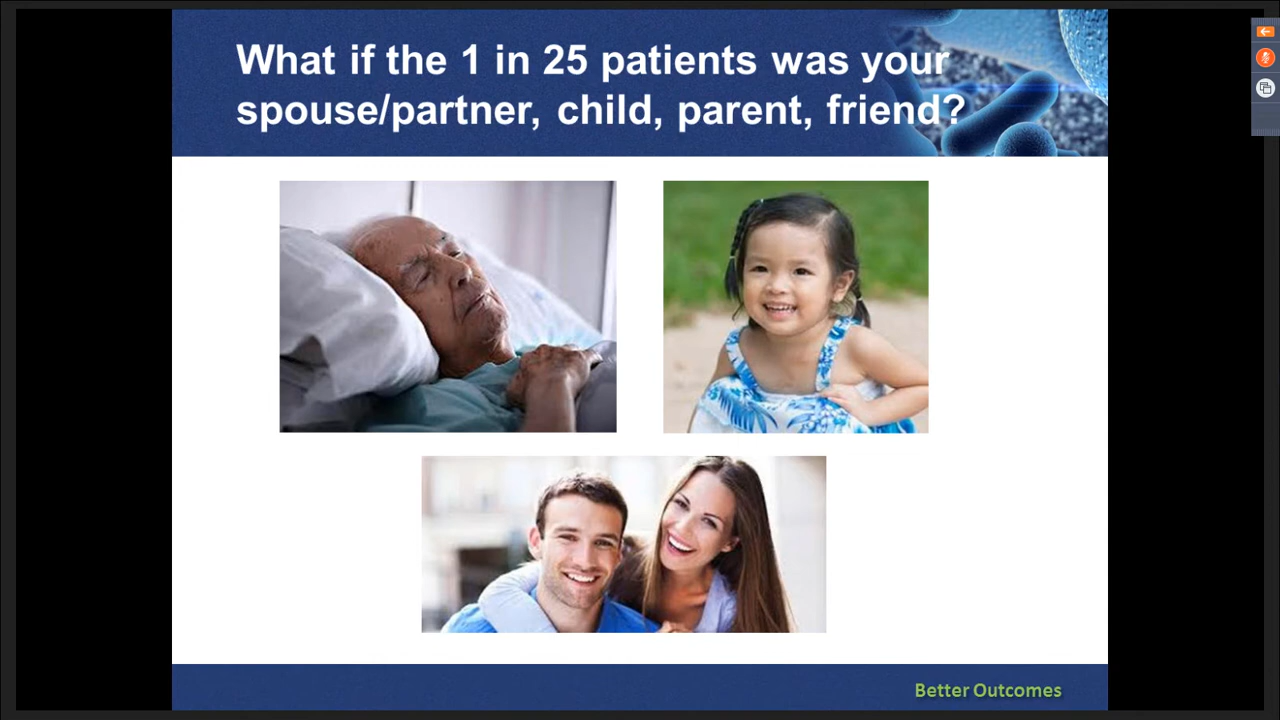 What if the 1 in 25 patients was your
spouse/partner, child, parent, friend?
Better Outcomes